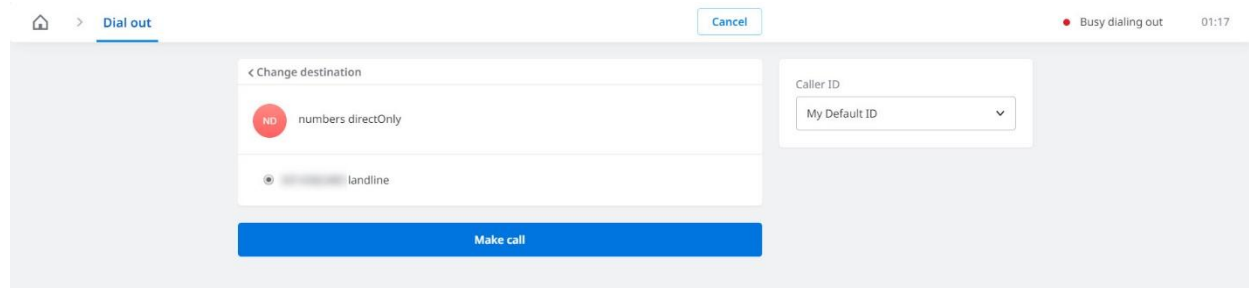 Dial out
Cancel
Busy dialing out
01:17
Change destination
Caller ID
ND
numbers directOnly
My Default ID
landline
Make call